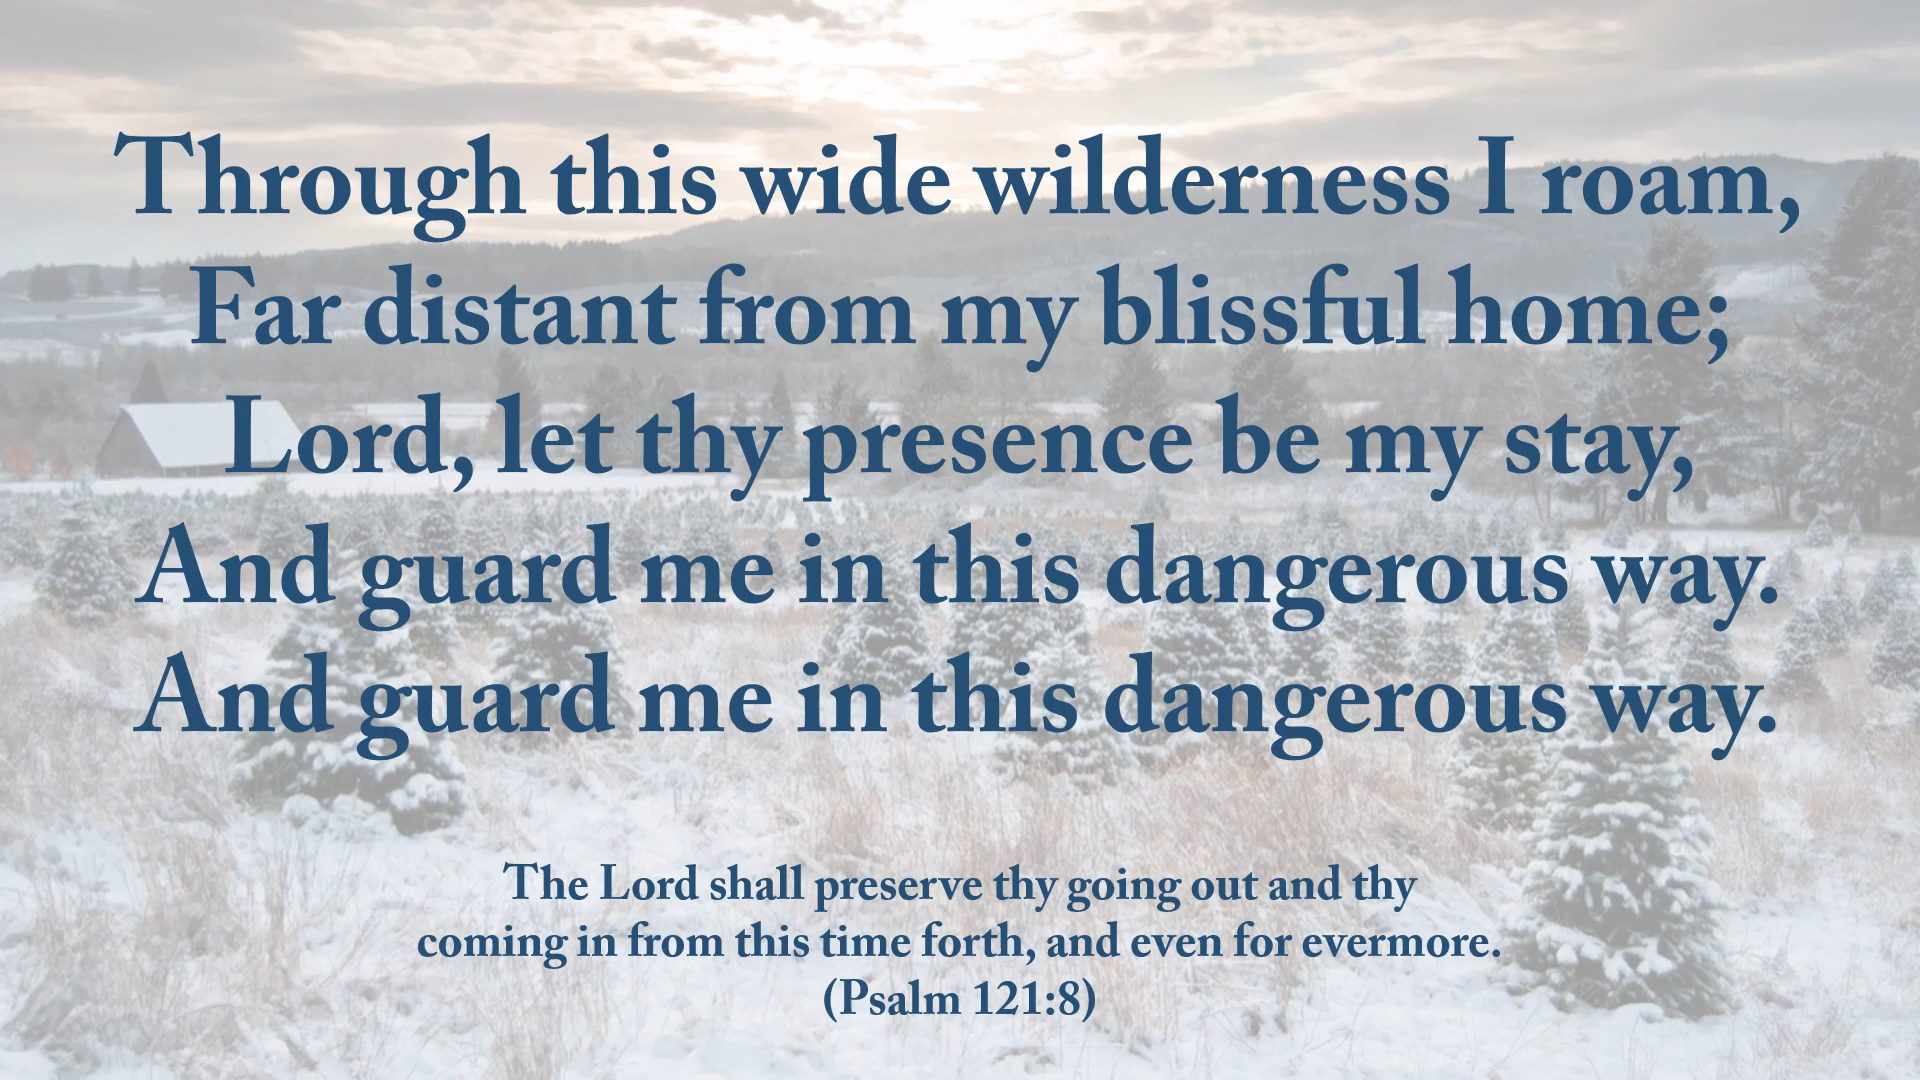 Through this wide wilderness I roam,
Far distant from my blissful home;
Lord, let thy presence be my stay,
And guard me in this dangerous way.
And guard me in this dangerous way.
The Lord shall preserve thy going out and thy
coming in from this time forth, and even for evermore.
(Psalm 121:8)